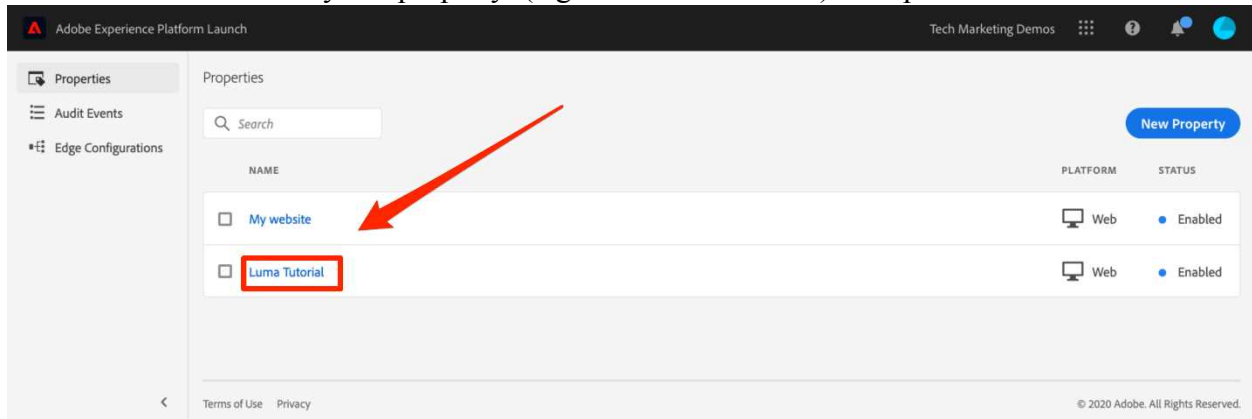 Adobe Experience Platform Launch
Tech Marketing Demos
Properties
Audit Events
Edge Configurations
Properties
Search
New Property
NAME PLATFORM STATUS
My website Web Enabled
Luma Tutorial Web Enabled
Terms of Use Privacy
© 2020 Adobe. All Rights Reserved.